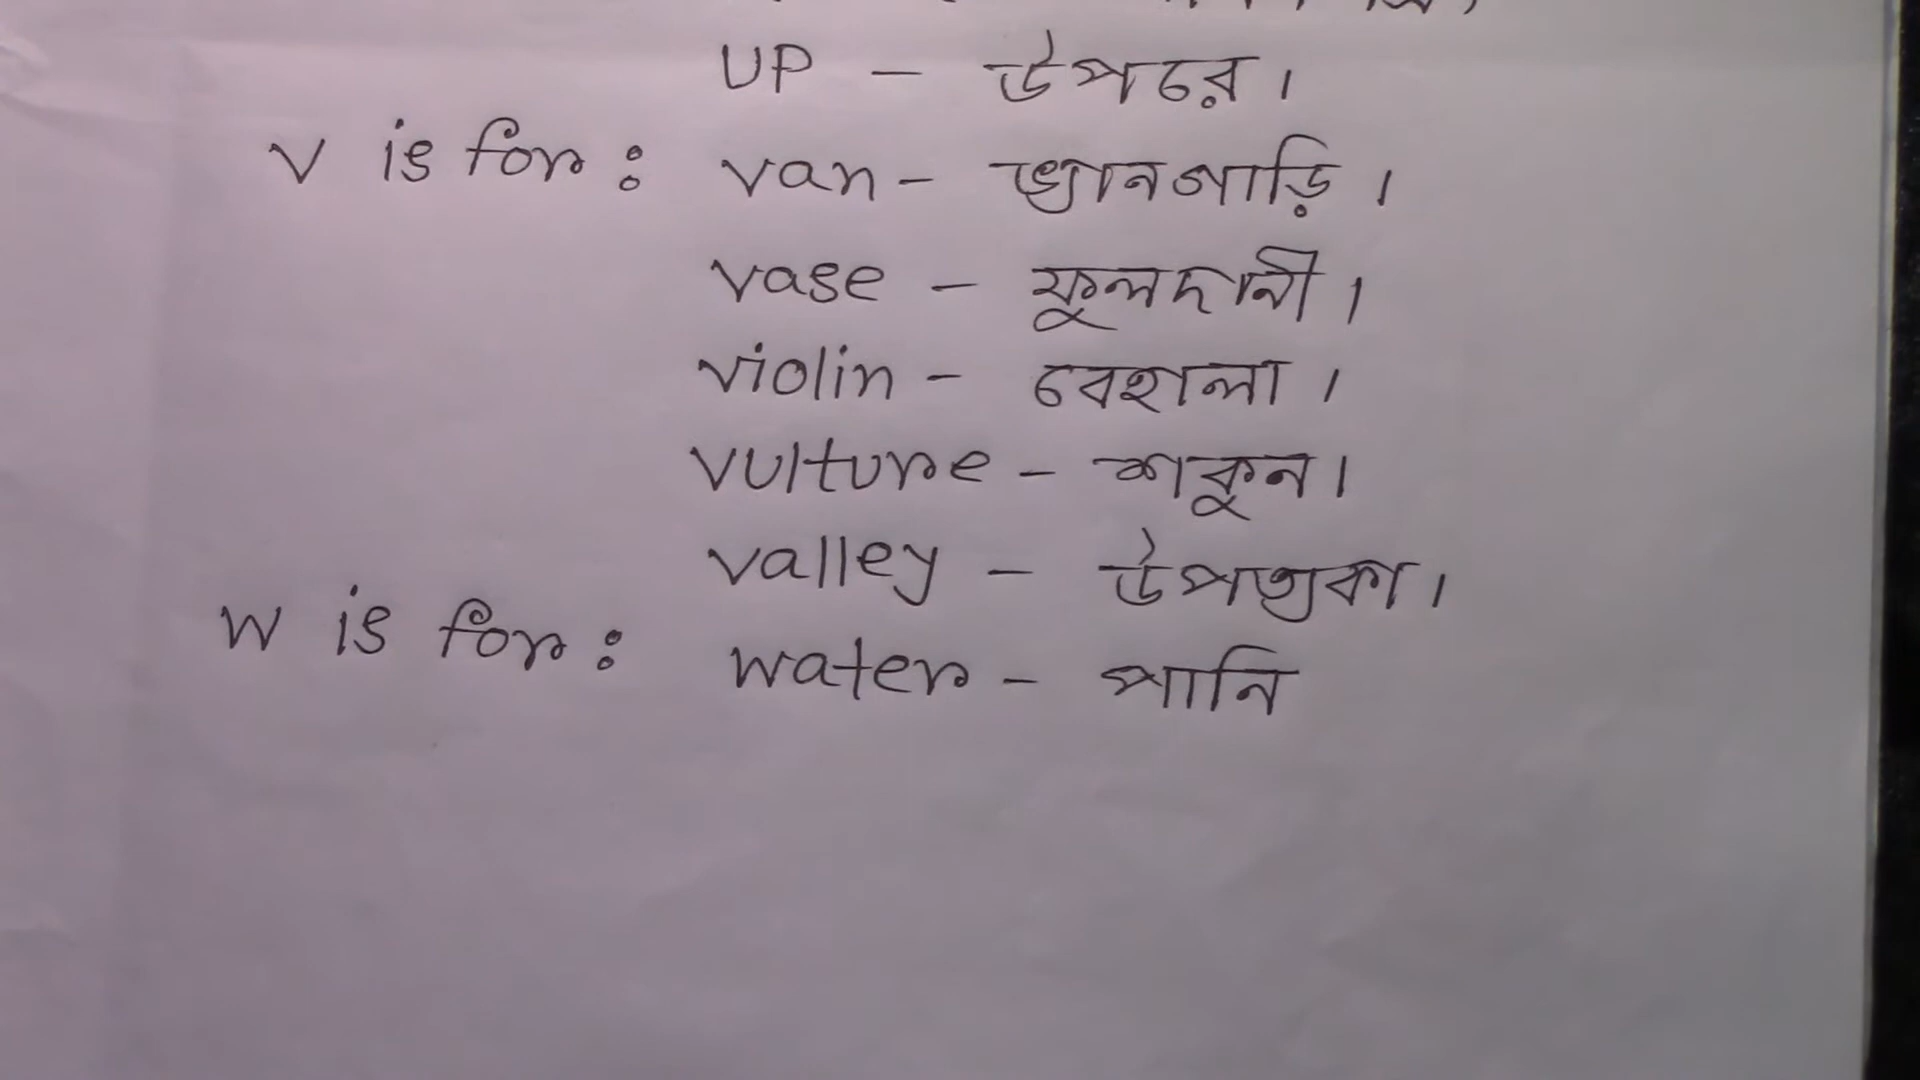 UP - উপরে।
V is for : van - ভ্যানগাড়ি।
vase - ফুলদানী।
violin - বেহালা।
vulture - শকুন।
valley - উপত্যকা।
W is for : water - পানি